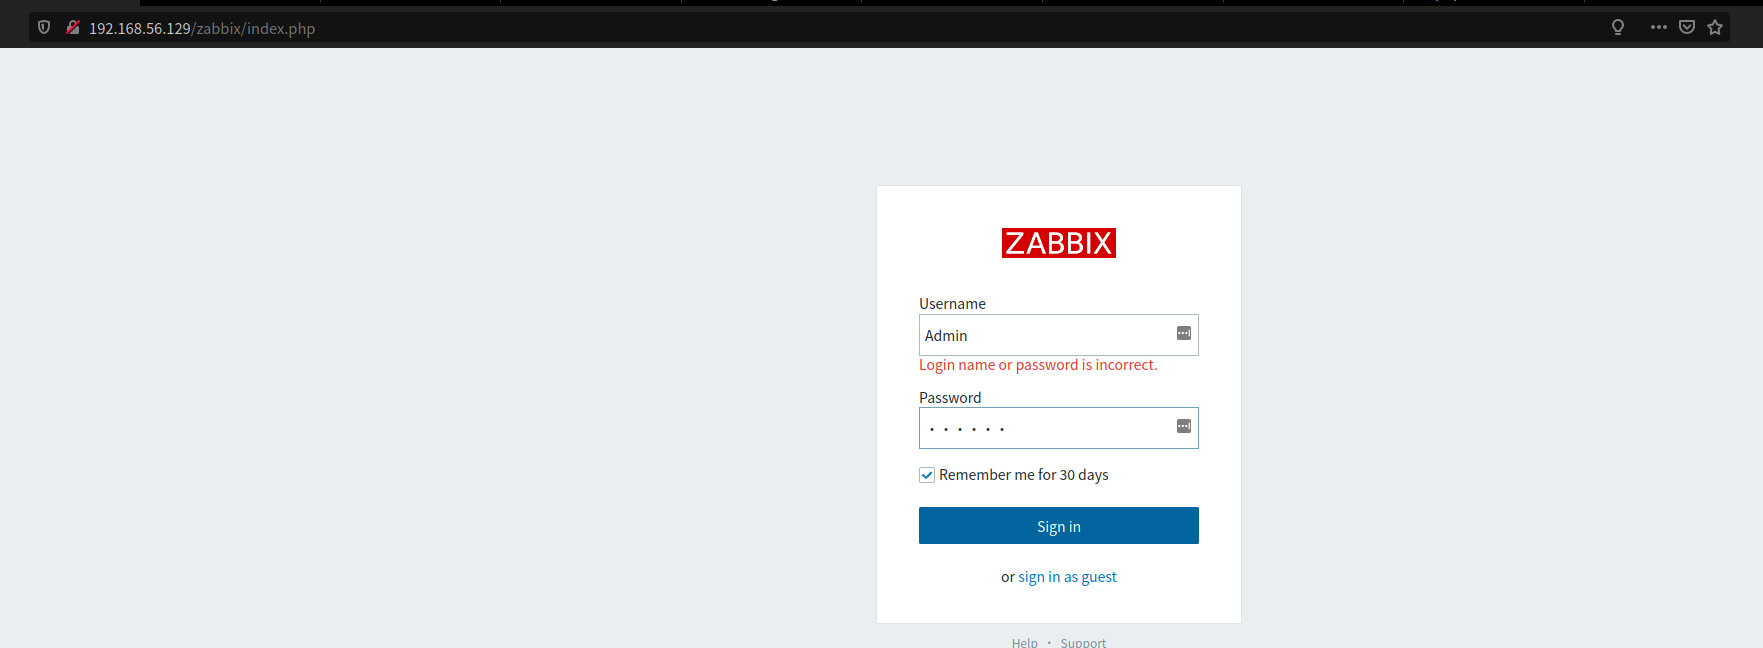 192.168.56.129/zabbix/index.php
ZABBIX
Username
Admin
Login name or password is incorrect.
Password
Remember me for 30 days
Sign in
or sign in as guest
Help • Support